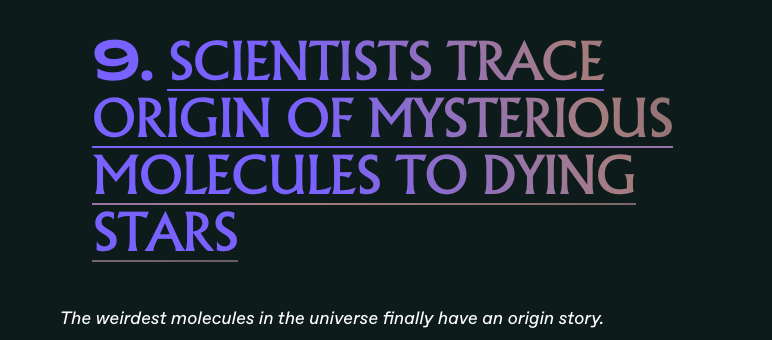 9. SCIENTISTS TRACE
ORIGIN OF MYSTERIOUS
MOLECULES TO DYING
STARS
The weirdest molecules in the universe finally have an origin story.